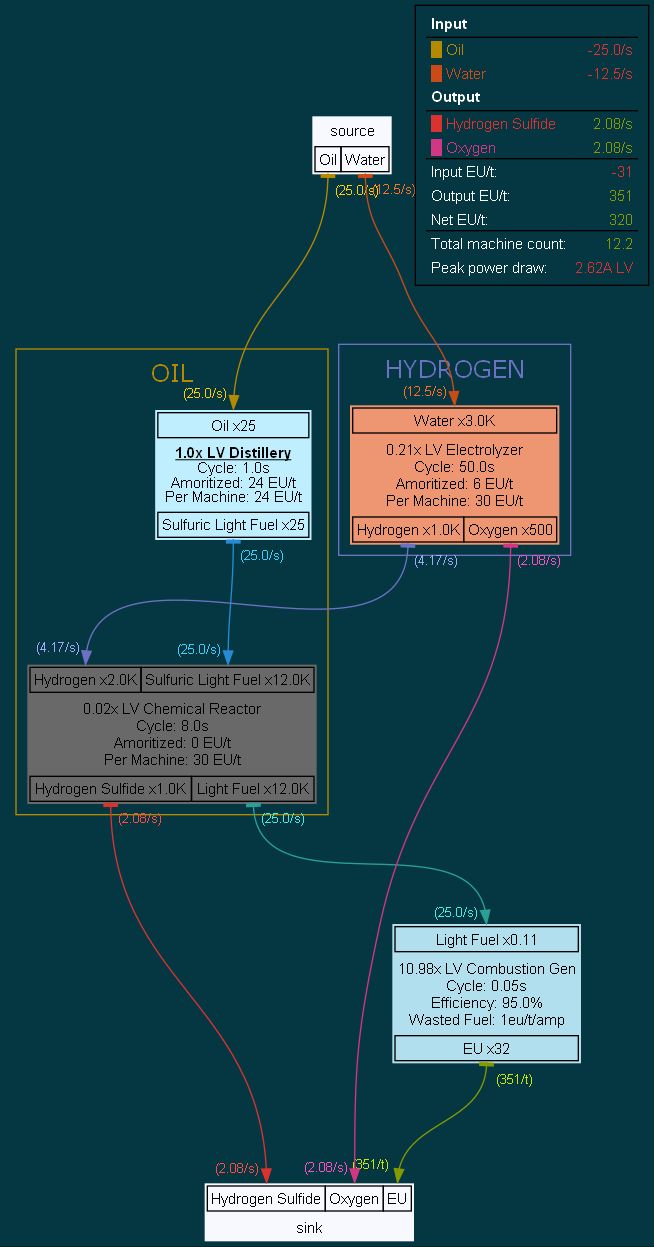 Input
Oil -25.0/s
Water -12.5/s
Output
Hydrogen Sulfide 2.08/s
Oxygen 2.08/s
Input EU/t: -31
Output EU/t: 351
Net EU/t: 320
Total machine count: 12.2
Peak power draw: 2.62A LV
source
Oil Water
(25.0/s) (12.5/s)
OIL
HYDROGEN
(25.0/s)
(12.5/s)
Oil x25
1.0x LV Distillery
Cycle: 1.0s
Amoritized: 24 EU/t
Per Machine: 24 EU/t
Sulfuric Light Fuel x25
(25.0/s)
Water x3.0K
0.21x LV Electrolyzer
Cycle: 50.0s
Amoritized: 6 EU/t
Per Machine: 30 EU/t
Hydrogen x1.0K Oxygen x500
(4.17/s) (2.08/s)
(4.17/s) (25.0/s)
Hydrogen x2.0K Sulfuric Light Fuel x12.0K
0.02x LV Chemical Reactor
Cycle: 8.0s
Amoritized: 0 EU/t
Per Machine: 30 EU/t
Hydrogen Sulfide x1.0K Light Fuel x12.0K
(2.08/s) (25.0/s)
(25.0/s)
Light Fuel x0.11
10.98x LV Combustion Gen
Cycle: 0.05s
Efficiency: 95.0%
Wasted Fuel: 1eu/t/amp
EU x32
(351/t)
(2.08/s) (2.08/s) (351/t)
Hydrogen Sulfide Oxygen EU
sink